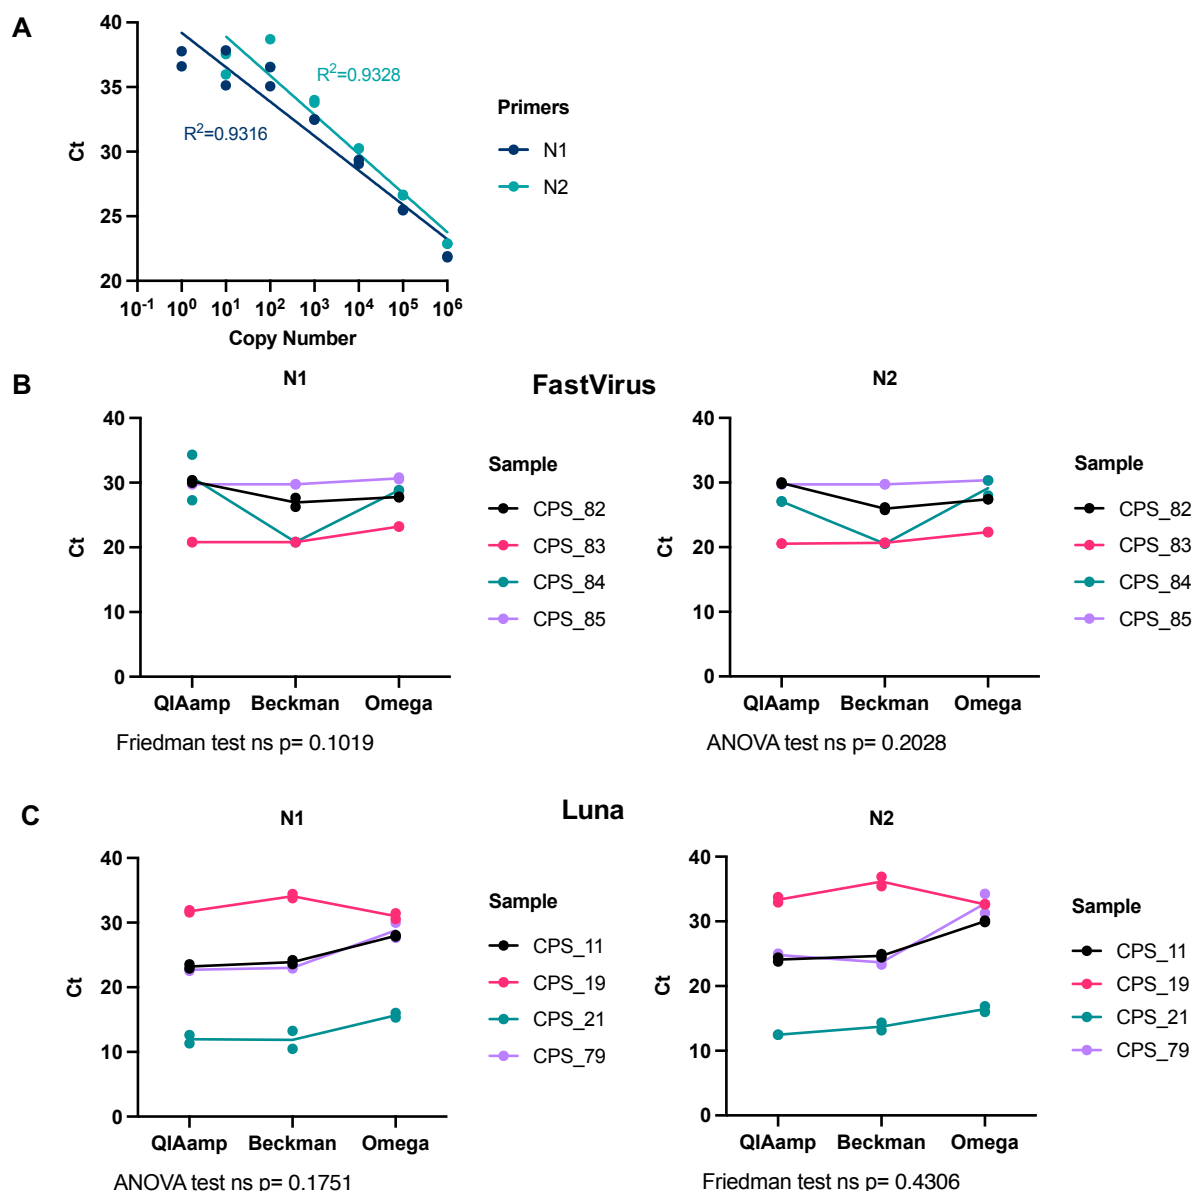 A
40
35
30
25
20
Ct
R²=0.9328
R²=0.9316
10⁻¹ 10⁰ 10¹ 10² 10³ 10⁴ 10⁵ 10⁶
Copy Number
Primers
N1
N2
B
FastVirus
N1
40
30
20
10
0
Ct
QIAamp Beckman Omega
Friedman test ns p= 0.1019
Sample
CPS_82
CPS_83
CPS_84
CPS_85
N2
40
30
20
10
0
Ct
QIAamp Beckman Omega
ANOVA test ns p= 0.2028
Sample
CPS_82
CPS_83
CPS_84
CPS_85
C
Luna
N1
40
30
20
10
0
Ct
QIAamp Beckman Omega
ANOVA test ns p= 0.1751
Sample
CPS_11
CPS_19
CPS_21
CPS_79
N2
40
30
20
10
0
Ct
QIAamp Beckman Omega
Friedman test ns p= 0.4306
Sample
CPS_11
CPS_19
CPS_21
CPS_79